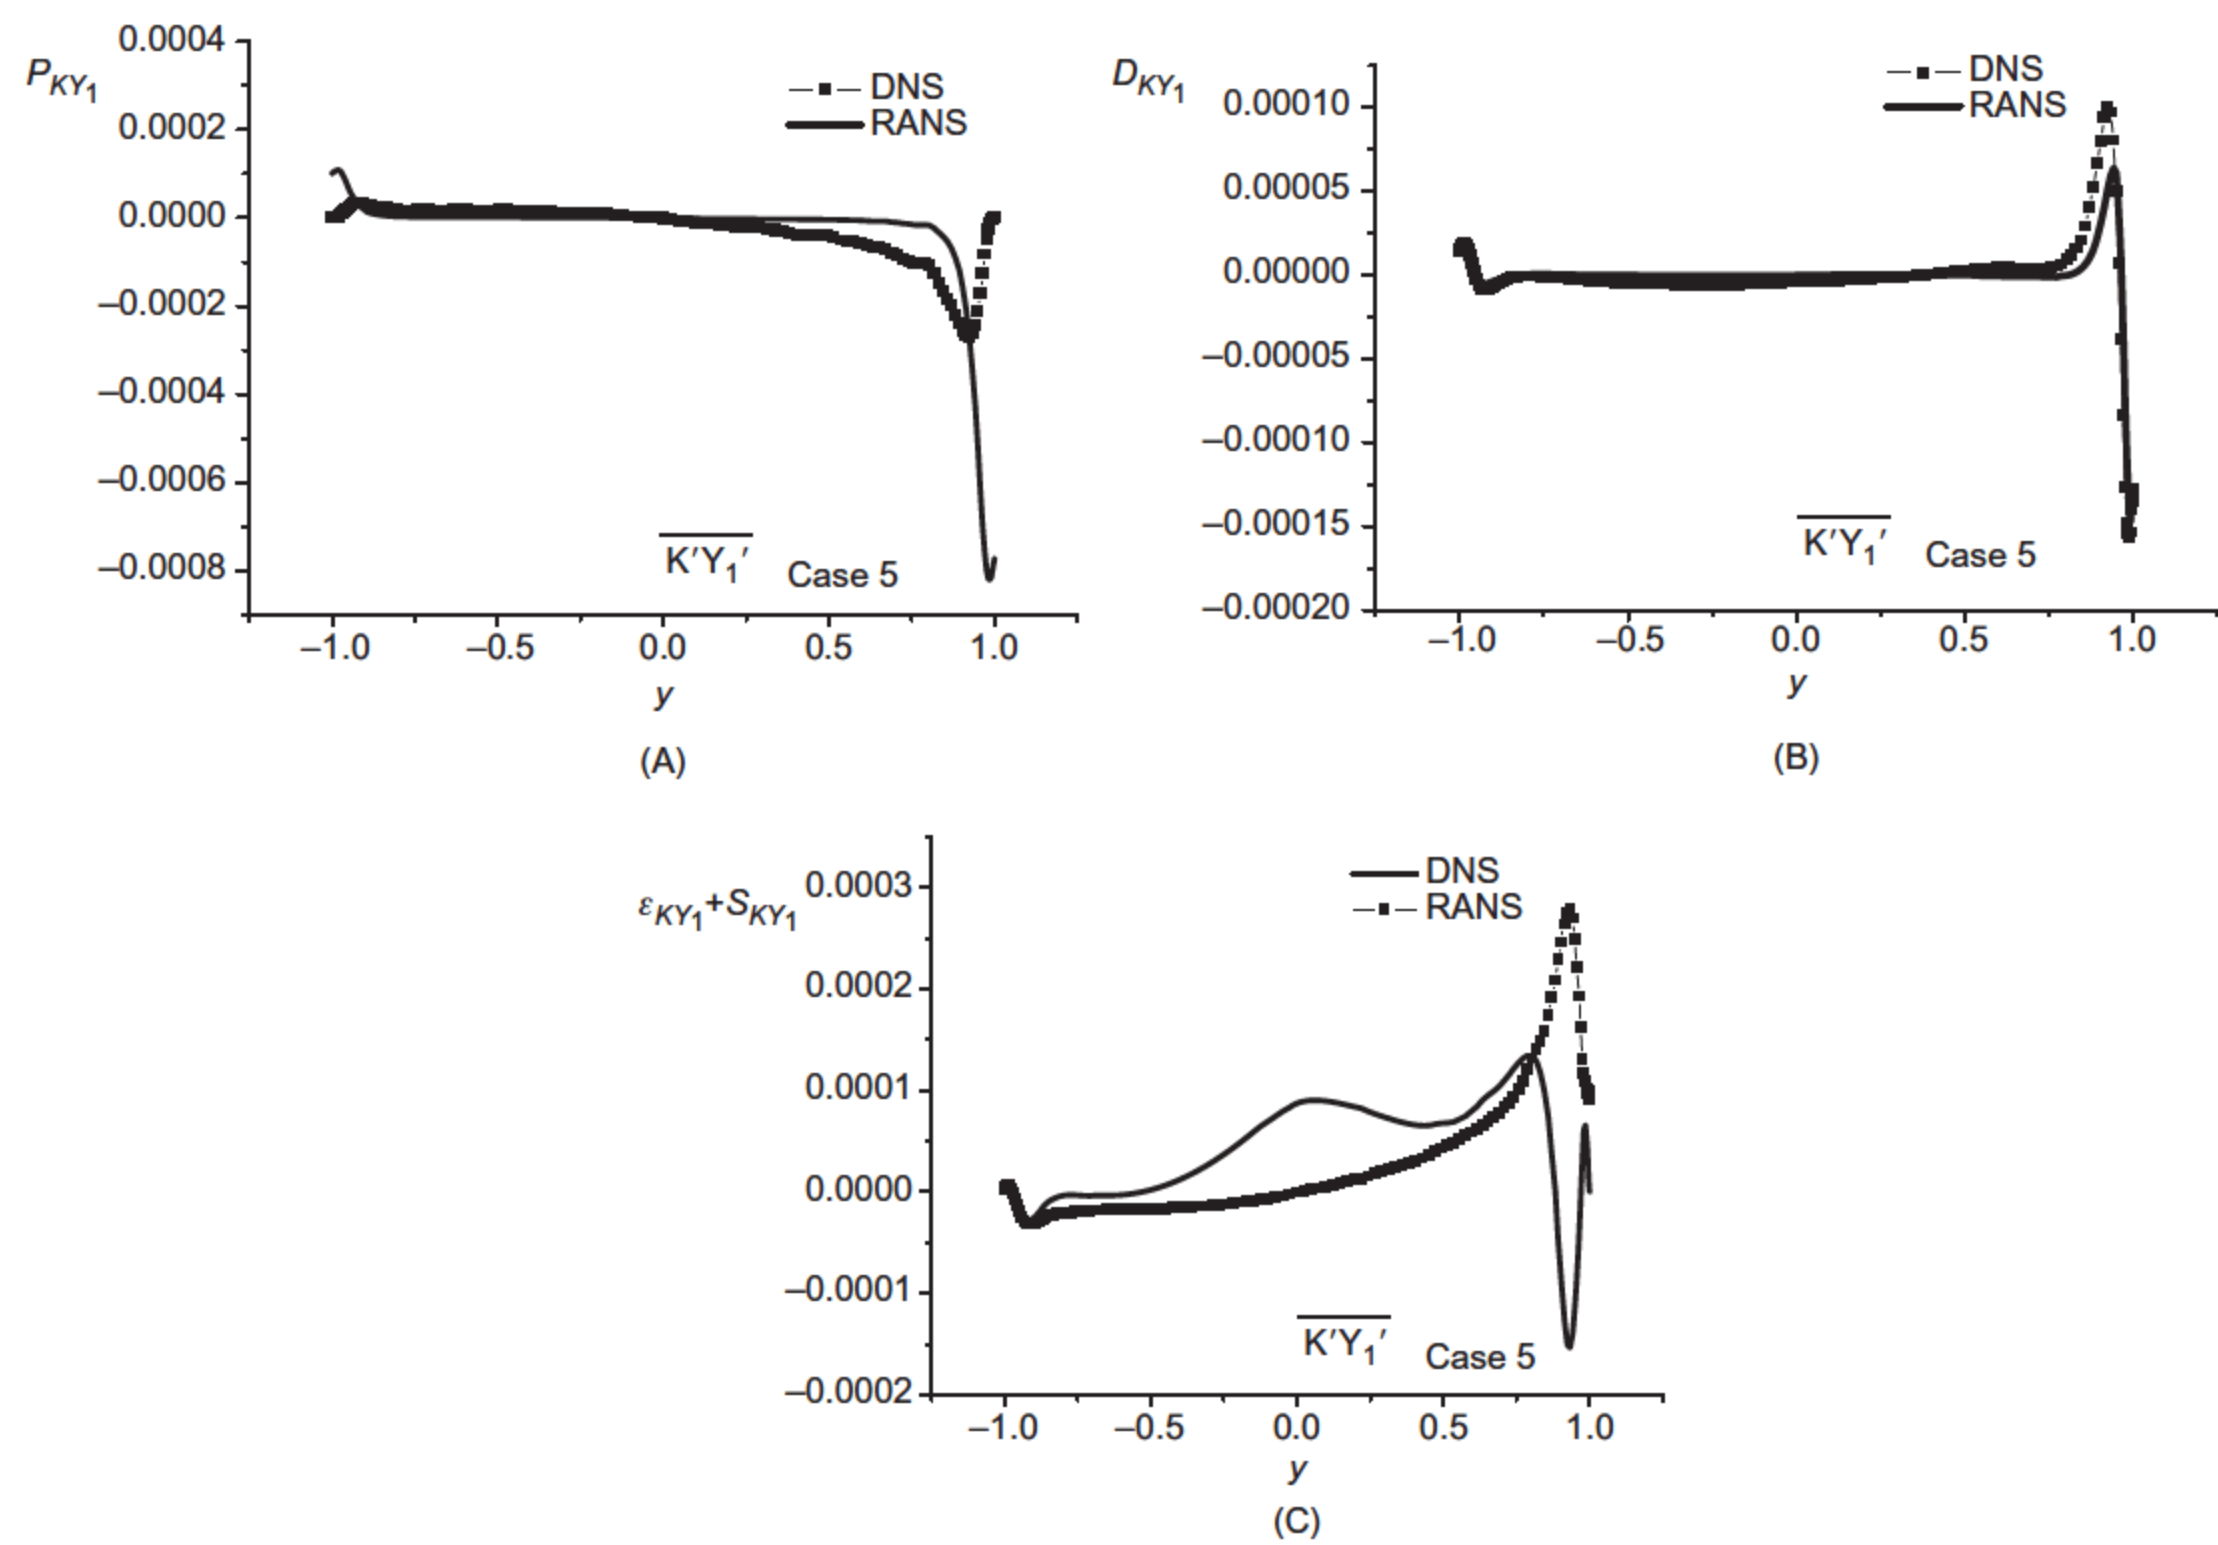 P_KY₁
0.0004
0.0002
0.0000
–0.0002
–0.0004
–0.0006
–0.0008
DNS
RANS
K′Y₁′ Case 5
–1.0 –0.5 0.0 0.5 1.0
y
(A)
D_KY₁
0.00010
0.00005
0.00000
–0.00005
–0.00010
–0.00015
–0.00020
DNS
RANS
K′Y₁′ Case 5
–1.0 –0.5 0.0 0.5 1.0
y
(B)
ε_KY₁+S_KY₁
0.0003
0.0002
0.0001
0.0000
–0.0001
–0.0002
DNS
RANS
K′Y₁′ Case 5
–1.0 –0.5 0.0 0.5 1.0
y
(C)